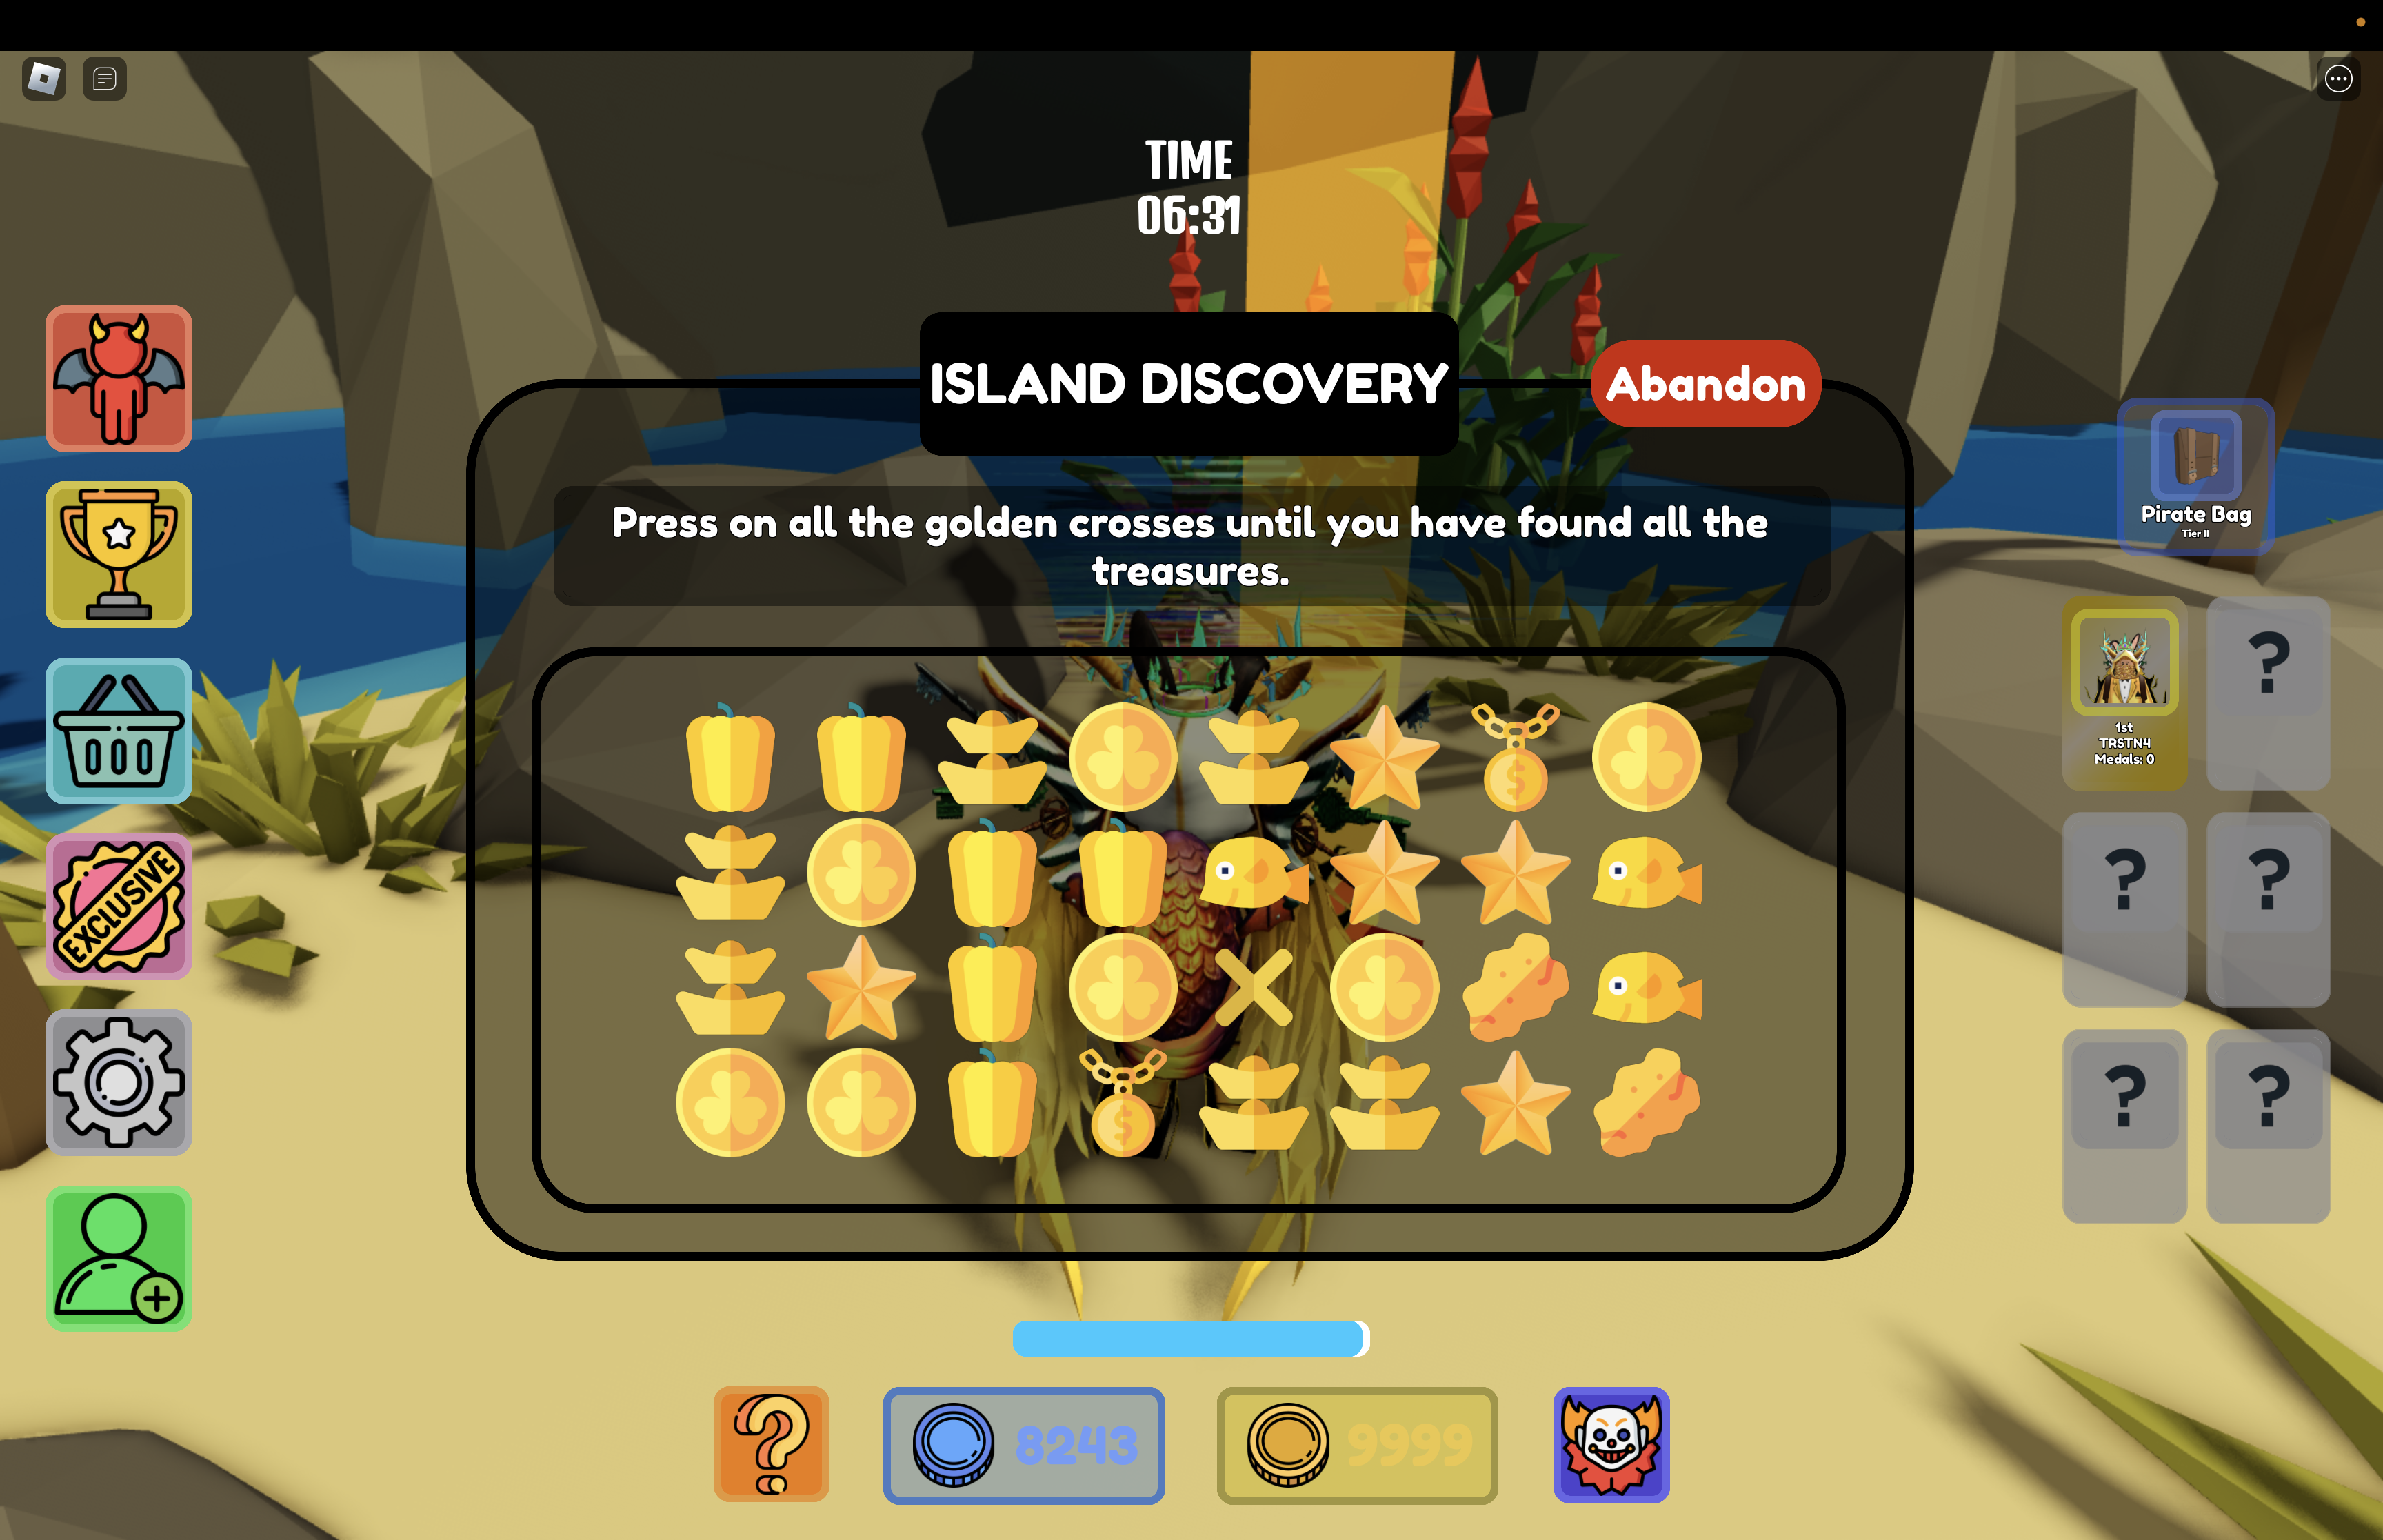 TIME
06:31
ISLAND DISCOVERY
Abandon
Press on all the golden crosses until you have found all the
treasures.
Pirate Bag
Tier II
1st
TRSTN4
Medals: 0
?
?
?
?
?
EXCLUSIVE
$
$
8243
9999